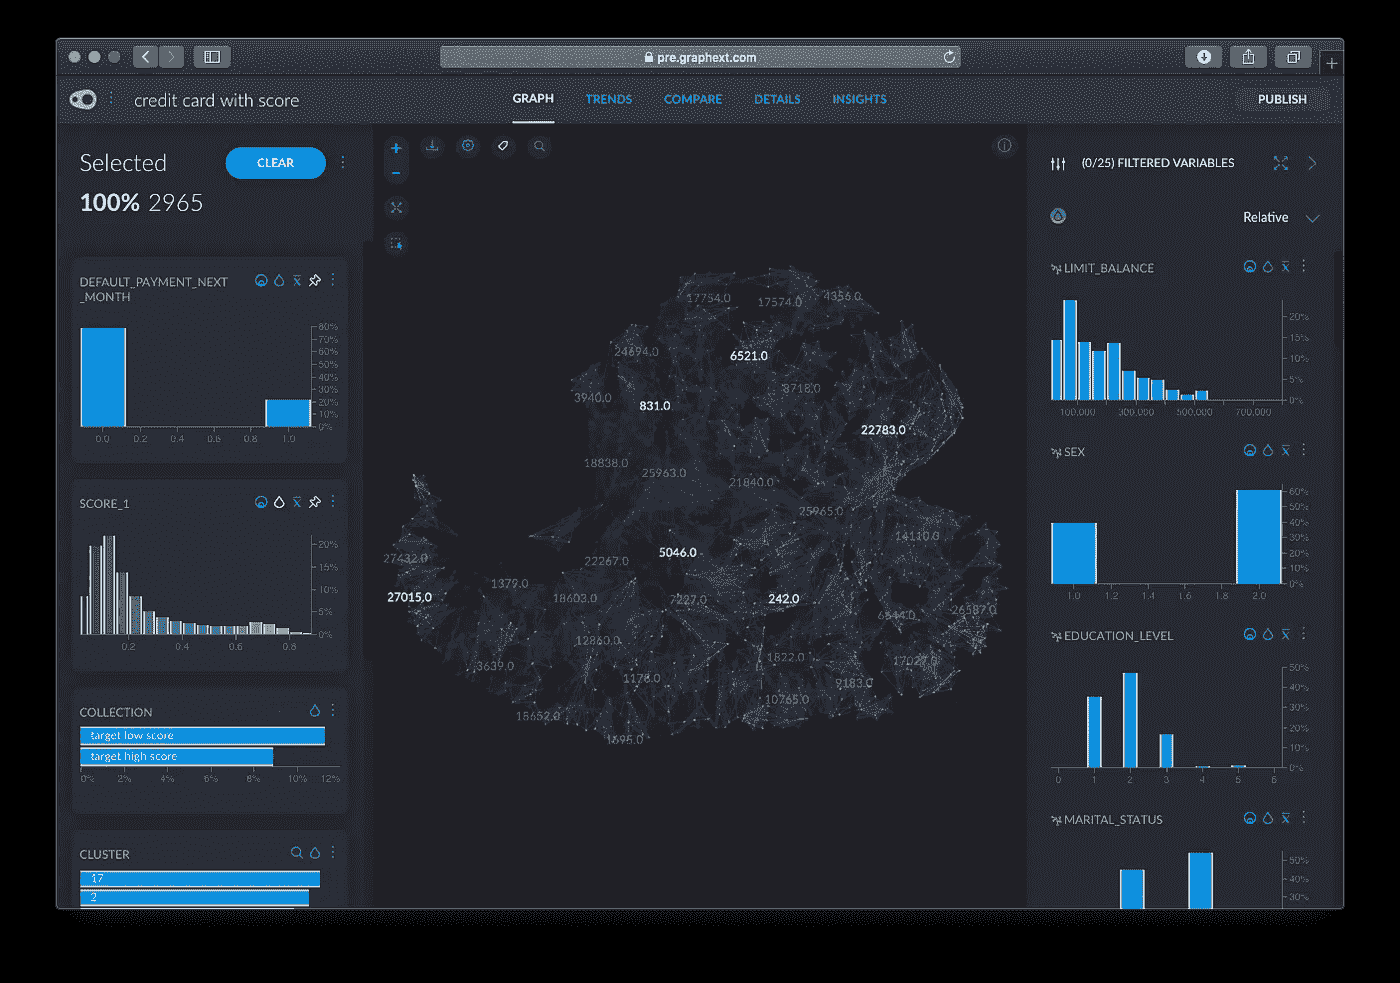 pre.graphext.com
credit card with score
GRAPH
TRENDS
COMPARE
DETAILS
INSIGHTS
PUBLISH
Selected
CLEAR
100% 2965
DEFAULT_PAYMENT_NEXT
_MONTH
80%
70%
60%
50%
40%
30%
20%
10%
0%
0.0 0.2 0.4 0.6 0.8 1.0
SCORE_1
20%
15%
10%
5%
0%
0.2 0.4 0.6 0.8
COLLECTION
target low score
target high score
0% 2% 4% 6% 8% 10% 12%
CLUSTER
17
2
17754.0
17574.0
4356.0
24694.0
6521.0
3940.0
831.0
8718.0
22783.0
18838.0
25963.0
21840.0
25965.0
14110.0
27432.0
5046.0
22267.0
1379.0
27015.0
18603.0
7227.0
242.0
6844.0
26587.0
12860.0
3639.0
1822.0
17027.0
1178.0
9183.0
10765.0
18652.0
1695.0
(0/25) FILTERED VARIABLES
Relative
LIMIT_BALANCE
20%
15%
10%
5%
0%
100,000 300,000 500,000 700,000
SEX
60%
50%
40%
30%
20%
10%
0%
1.0 1.2 1.4 1.6 1.8 2.0
EDUCATION_LEVEL
50%
40%
30%
20%
10%
0%
0 1 2 3 4 5 6
MARITAL_STATUS
50%
40%
30%